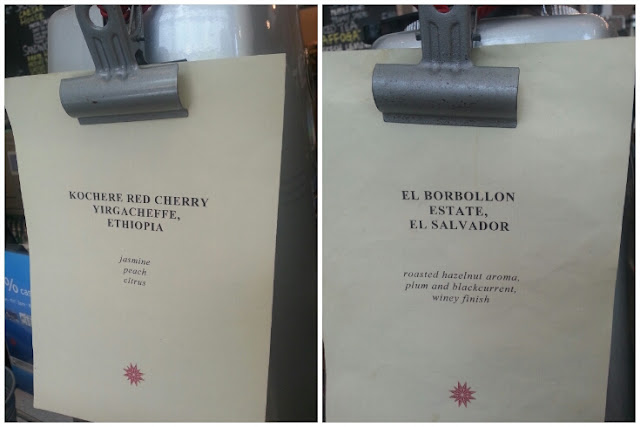 KOCHERE RED CHERRY
YIRGACHEFFE,
ETHIOPIA
jasmine
peach
citrus
EL BORBOLLON
ESTATE,
EL SALVADOR
roasted hazelnut aroma,
plum and blackcurrent,
winey finish